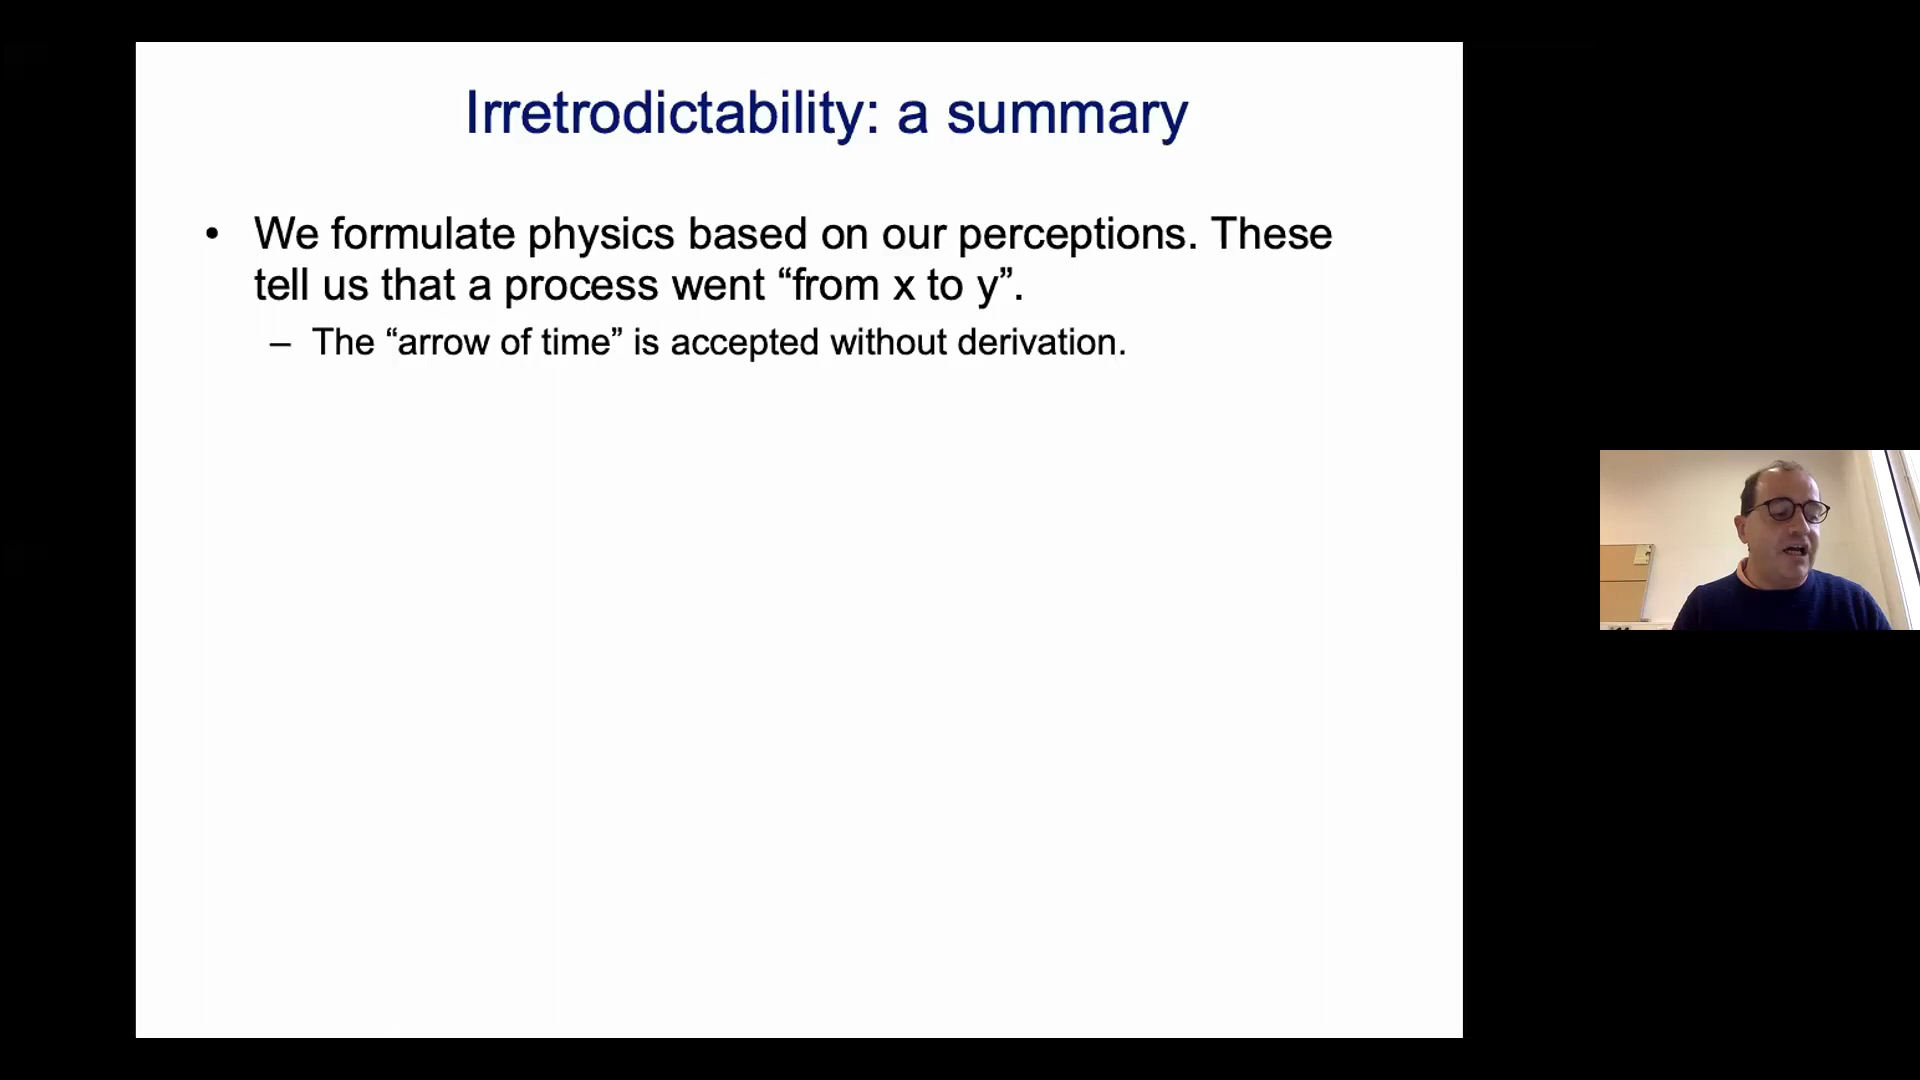 Irretrodictability: a summary
• We formulate physics based on our perceptions. These
tell us that a process went “from x to y”.
– The “arrow of time” is accepted without derivation.